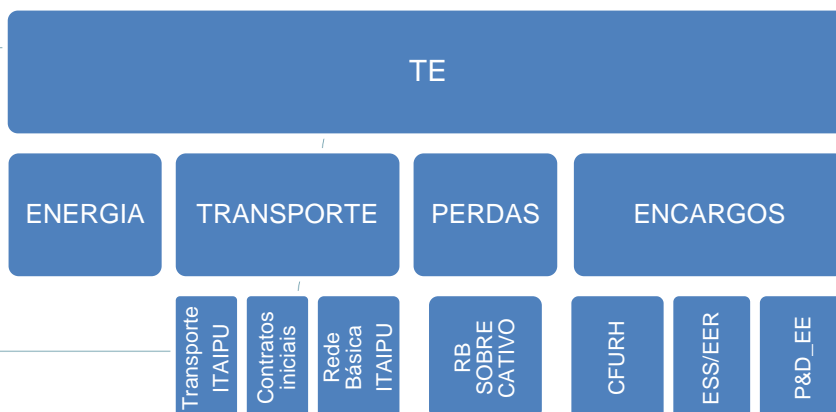 TE
ENERGIA
TRANSPORTE
PERDAS
ENCARGOS
Transporte
ITAIPU
Contratos
iniciais
Rede
Básica
ITAIPU
RB
SOBRE
CATIVO
CFURH
ESS/EER
P&D_EE